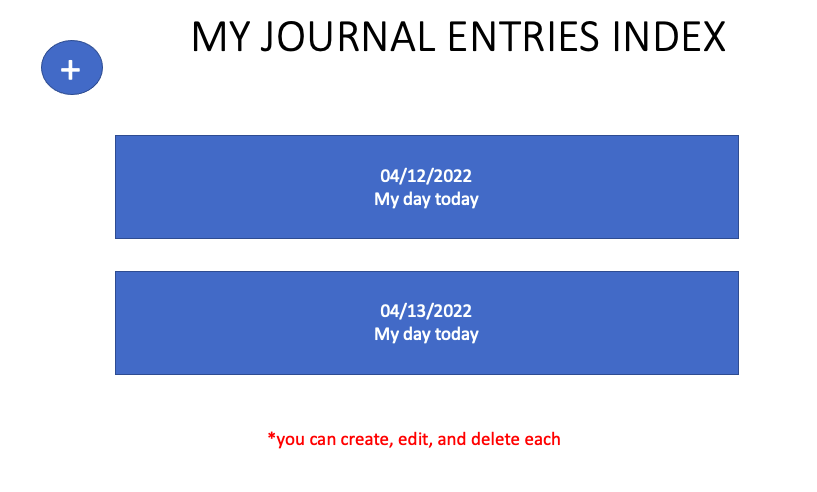 MY JOURNAL ENTRIES INDEX
+
04/12/2022
My day today
04/13/2022
My day today
*you can create, edit, and delete each